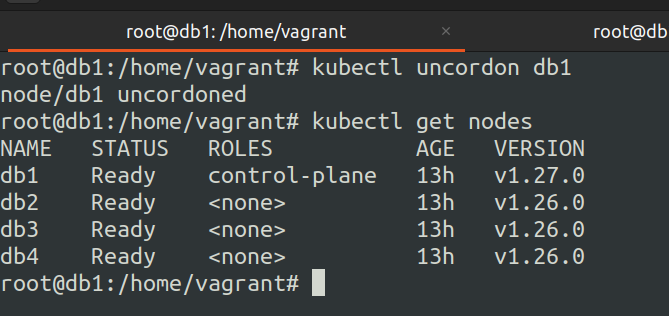 root@db1: /home/vagrant × root@db
root@db1:/home/vagrant# kubectl uncordon db1
node/db1 uncordoned
root@db1:/home/vagrant# kubectl get nodes
NAME STATUS ROLES AGE VERSION
db1 Ready control-plane 13h v1.27.0
db2 Ready <none> 13h v1.26.0
db3 Ready <none> 13h v1.26.0
db4 Ready <none> 13h v1.26.0
root@db1:/home/vagrant#